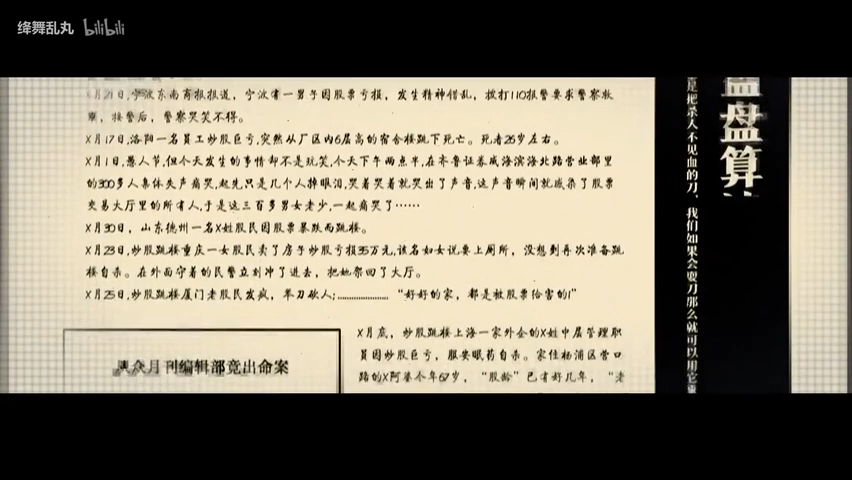 绛舞乱丸 bilibili
X月21日,宁波东南商报报道，宁波有一男子因股票亏损，发生精神错乱，拨打110报警要求警察收
束，接警后，警察哭笑不得。
X月17日,洛阳一名员工炒股巨亏,突然从厂区内6层高的宿舍楼跳下死亡。死者26岁左右。
X月1日,愚人节,但今天发生的事情却不是玩笑,今天下午两点半,在齐鲁证券威海滨海北路营业部里
的300多人集体失声痛哭,起先只是几个人掉眼泪,哭着哭着就哭出了声音,这声音瞬间就感染了股票
交易大厅里的所有人,于是这三百多男女老少,一起痛哭了……
X月30日，山东德州一名X姓股民因股票暴跌而跳楼。
X月23日,炒股跳楼重庆一女股民卖了房子炒股亏损35万元,该名妇女说要上厕所，没想到再次准备跳
楼自杀。在外面守着的民警立刻冲了进去，把她架回了大厅。
X月25日,炒股跳楼厦门老股民发疯，举刀砍人;..................... “好好的家，都是被股票给害的!”
X月底，炒股跳楼上海一家外企的X姓中层管理职
员因炒股巨亏，服安眠药自杀。家住杨浦区营口
路的X阿婆今年67岁，“股龄”已有好几年，“老
月刊编辑部竟出命案
盘算
是把杀人不见血的刀，我们如果会耍刀那么就可以用它